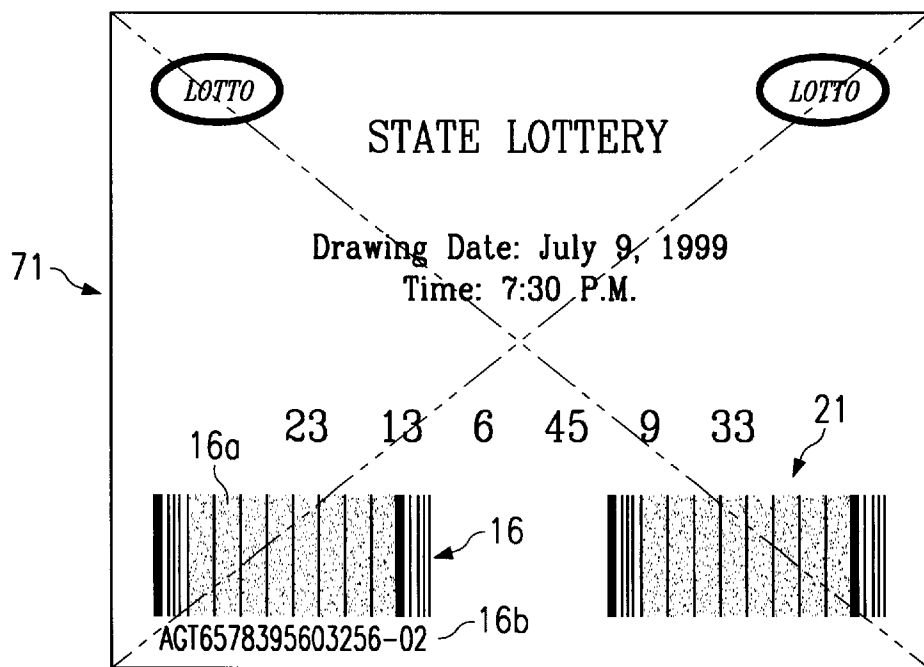 LOTTO LOTTO
STATE LOTTERY
Drawing Date: July 9, 1999
Time: 7:30 P.M.
71
23 13 6 45 9 33
21
16a
16
AGT6578395603256-02
16b